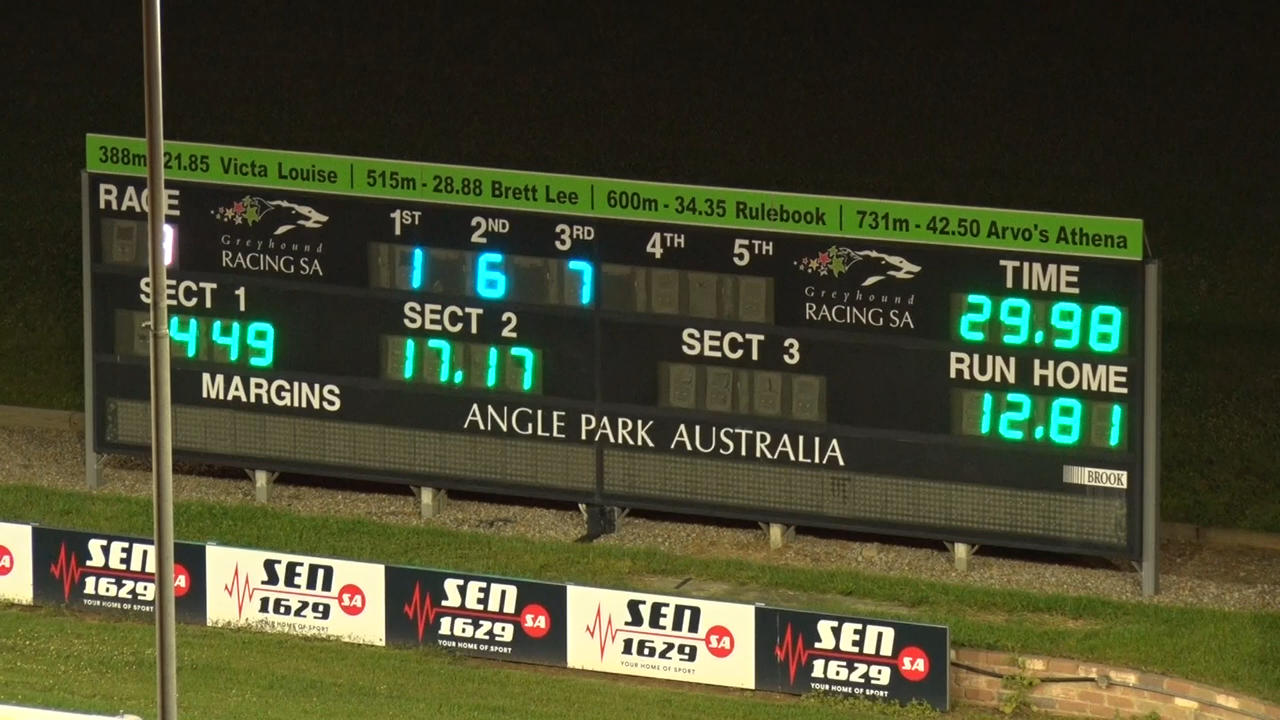 388m 21.85 Victa Louise | 515m - 28.88 Brett Lee | 600m - 34.35 Rulebook | 731m - 42.50 Arvo's Athena
RACE
Greyhound
RACING SA
1ST 2ND 3RD 4TH 5TH
1 6 7
Greyhound
RACING SA
TIME
29.98
SECT 1
4 49
SECT 2
17.17
SECT 3
RUN HOME
12.81
MARGINS
ANGLE PARK AUSTRALIA
BROOK
SA
SEN
1629
SA
YOUR HOME OF SPORT
SEN
1629
SA
YOUR HOME OF SPORT
SEN
1629
SA
YOUR HOME OF SPORT
SEN
1629
SA
YOUR HOME OF SPORT
SEN
1629
SA
YOUR HOME OF SPORT